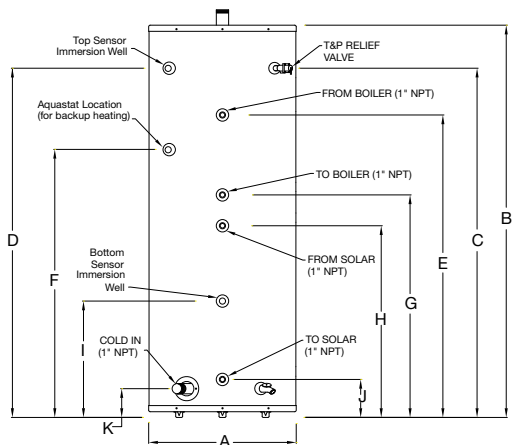 Top Sensor
Immersion Well
T&P RELIEF
VALVE
FROM BOILER (1" NPT)
Aquastat Location
(for backup heating)
TO BOILER (1" NPT)
B
D
C
E
F
FROM SOLAR
(1" NPT)
Bottom
Sensor
Immersion
Well
G
H
I
COLD IN
(1" NPT)
TO SOLAR
(1" NPT)
J
K
A